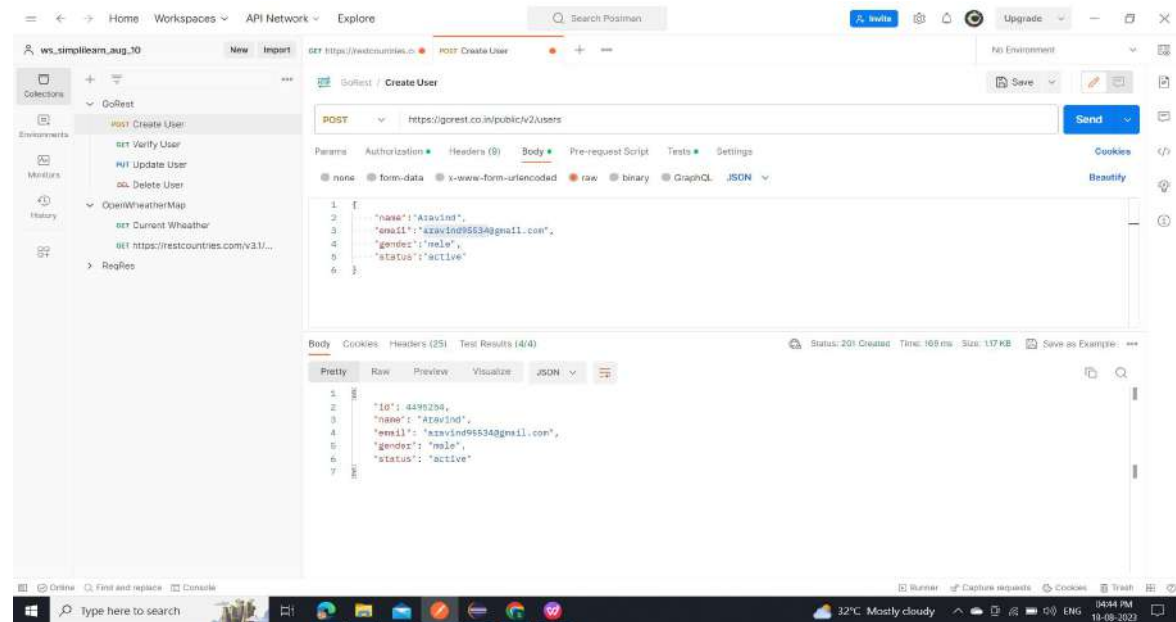 Home Workspaces API Network Explore Search Postman Invite Upgrade
ws_simplilearn_aug_10 New Import GET https://restcountries.c POST Create User No Environment
Collections
GoRest / Create User Save
GoRest
Environments
POST Create User
POST https://gorest.co.in/public/v2/users Send
GET Verify User
Params Authorization Headers (9) Body Pre-request Script Tests Settings Cookies
Monitors
PUT Update User
none form-data x-www-form-urlencoded raw binary GraphQL JSON Beautify
DEL Delete User
History
OpenWheatherMap
GET Current Wheather
GET https://restcountries.com/v3.1/...
RegRes
1 {
2 "name":"Aravind",
3 "email":"aravind95534@gmail.com",
4 "gender":"male",
5 "status":"active"
6 }
Body Cookies Headers (25) Test Results (4/4) Status: 201 Created Time: 169 ms Size: 1.17 KB Save as Example
Pretty Raw Preview Visualize JSON
1 {
2 "id": 4495284,
3 "name": "Aravind",
4 "email": "aravind95534@gmail.com",
5 "gender": "male",
6 "status": "active"
7 }
Online Find and replace Console Runner Capture requests Cookies Trash
Type here to search 32°C Mostly cloudy ENG 04:44 PM
18-08-2023